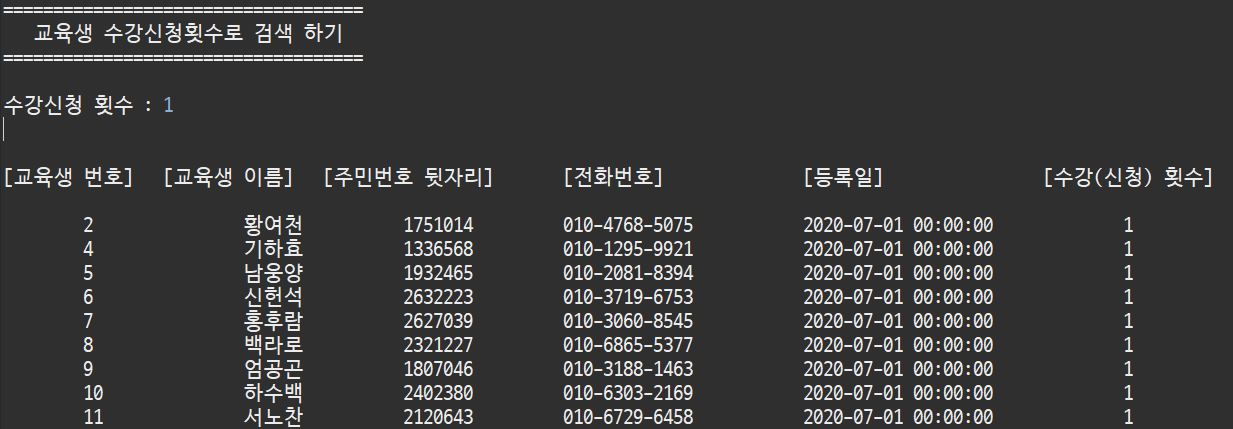 ====================================
교육생 수강신청횟수로 검색 하기
====================================
수강신청 횟수 : 1
[교육생 번호] [교육생 이름] [주민번호 뒷자리] [전화번호] [등록일] [수강(신청) 횟수]
2 황여천 1751014 010-4768-5075 2020-07-01 00:00:00 1
4 기하효 1336568 010-1295-9921 2020-07-01 00:00:00 1
5 남웅양 1932465 010-2081-8394 2020-07-01 00:00:00 1
6 신헌석 2632223 010-3719-6753 2020-07-01 00:00:00 1
7 홍후람 2627039 010-3060-8545 2020-07-01 00:00:00 1
8 백라로 2321227 010-6865-5377 2020-07-01 00:00:00 1
9 엄공곤 1807046 010-3188-1463 2020-07-01 00:00:00 1
10 하수백 2402380 010-6303-2169 2020-07-01 00:00:00 1
11 서노찬 2120643 010-6729-6458 2020-07-01 00:00:00 1